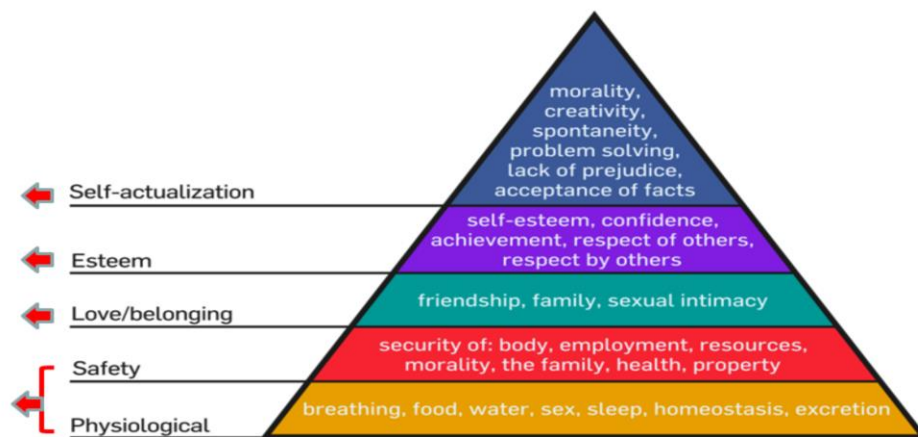 morality,
creativity,
spontaneity,
problem solving,
lack of prejudice,
acceptance of facts
Self-actualization
self-esteem, confidence,
achievement, respect of others,
respect by others
Esteem
friendship, family, sexual intimacy
Love/belonging
security of: body, employment, resources,
morality, the family, health, property
Safety
breathing, food, water, sex, sleep, homeostasis, excretion
Physiological